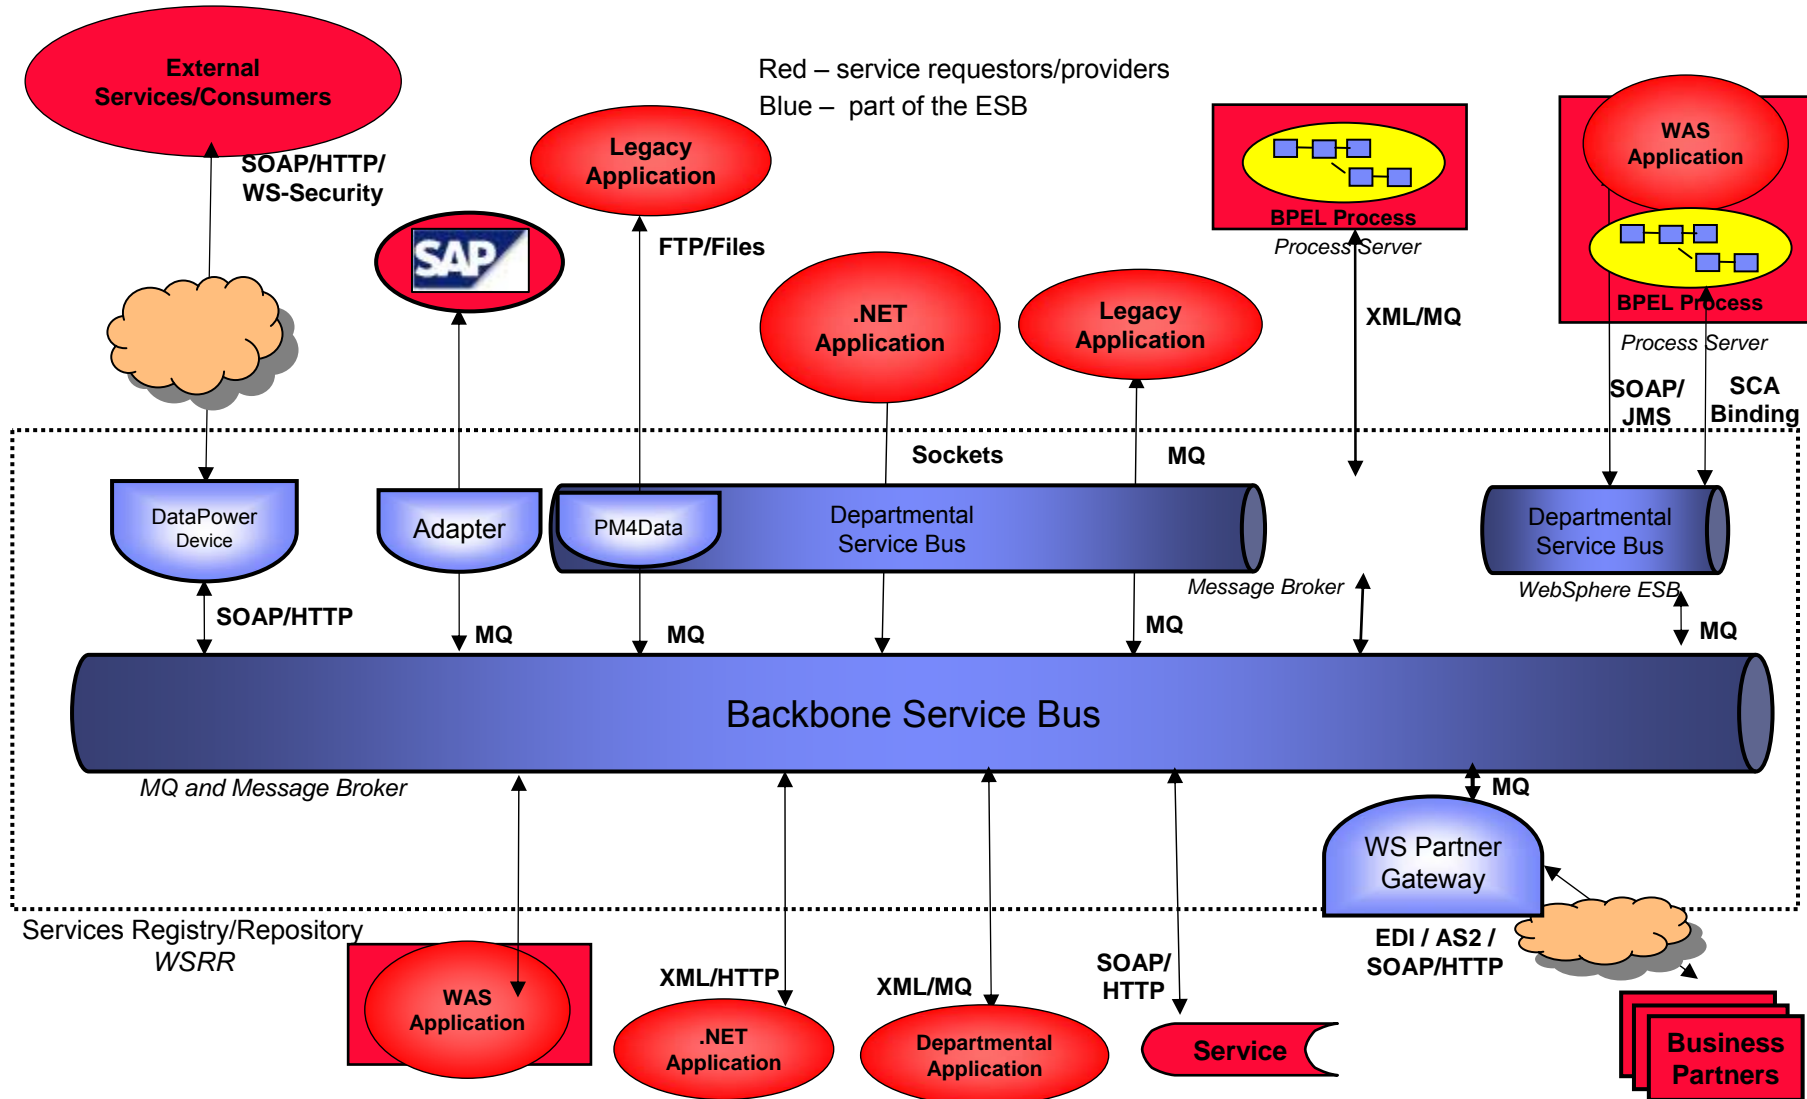 External
Services/Consumers
Red – service requestors/providers
Blue –  part of the ESB
SOAP/HTTP/
WS-Security
Legacy
Application
FTP/Files
SAP
.NET
Application
Legacy
Application
BPEL Process
Process Server
XML/MQ
WAS
Application
BPEL Process
Process Server
SOAP/
JMS
SCA
Binding
Sockets
MQ
DataPower
Device
Adapter
PM4Data
Departmental
Service Bus
Message Broker
Departmental
Service Bus
WebSphere ESB
SOAP/HTTP
MQ
MQ
MQ
MQ
Backbone Service Bus
MQ and Message Broker
MQ
WS Partner
Gateway
Services Registry/Repository
WSRR
WAS
Application
XML/HTTP
.NET
Application
XML/MQ
Departmental
Application
SOAP/
HTTP
Service
EDI / AS2 /
SOAP/HTTP
Business
Partners